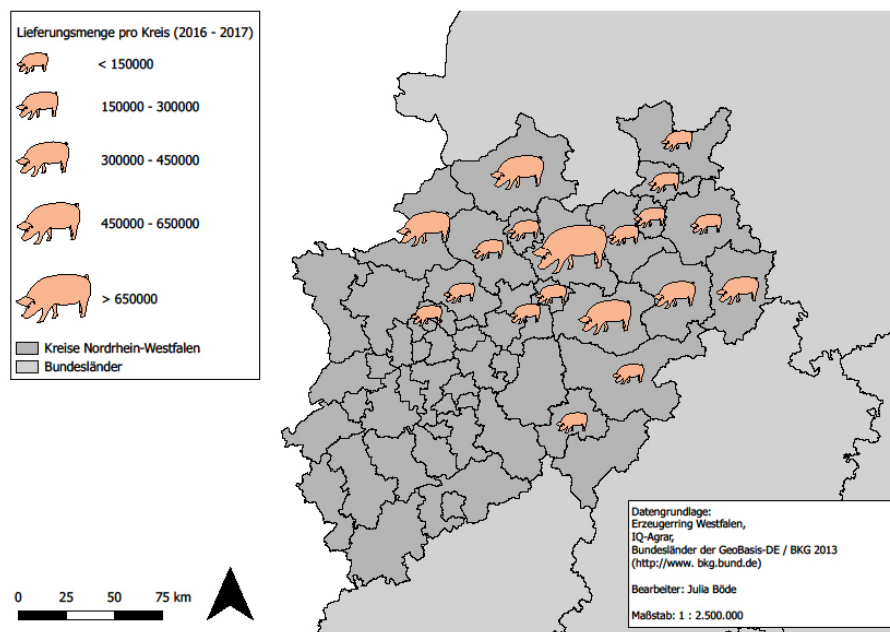 Lieferungsmenge pro Kreis (2016 - 2017)
< 150000
150000 - 300000
300000 - 450000
450000 - 650000
> 650000
Kreise Nordrhein-Westfalen
Bundesländer
0 25 50 75 km
Datengrundlage:
Erzeugerring Westfalen,
IQ-Agrar,
Bundesländer der GeoBasis-DE / BKG 2013
(http://www. bkg.bund.de)
Bearbeiter: Julia Böde
Maßstab: 1 : 2.500.000